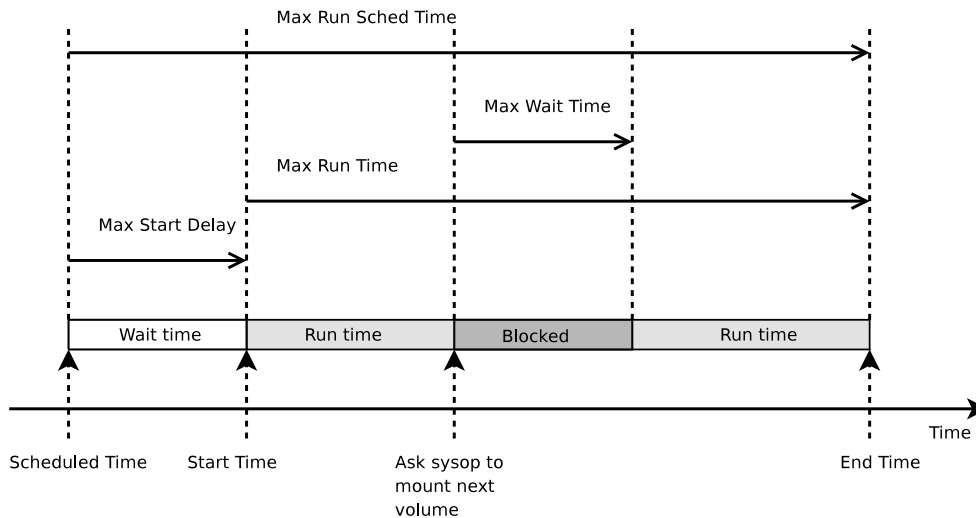 Max Run Sched Time
Max Wait Time
Max Run Time
Max Start Delay
Wait time
Run time
Blocked
Run time
Time
Scheduled Time
Start Time
Ask sysop to
mount next
volume
End Time